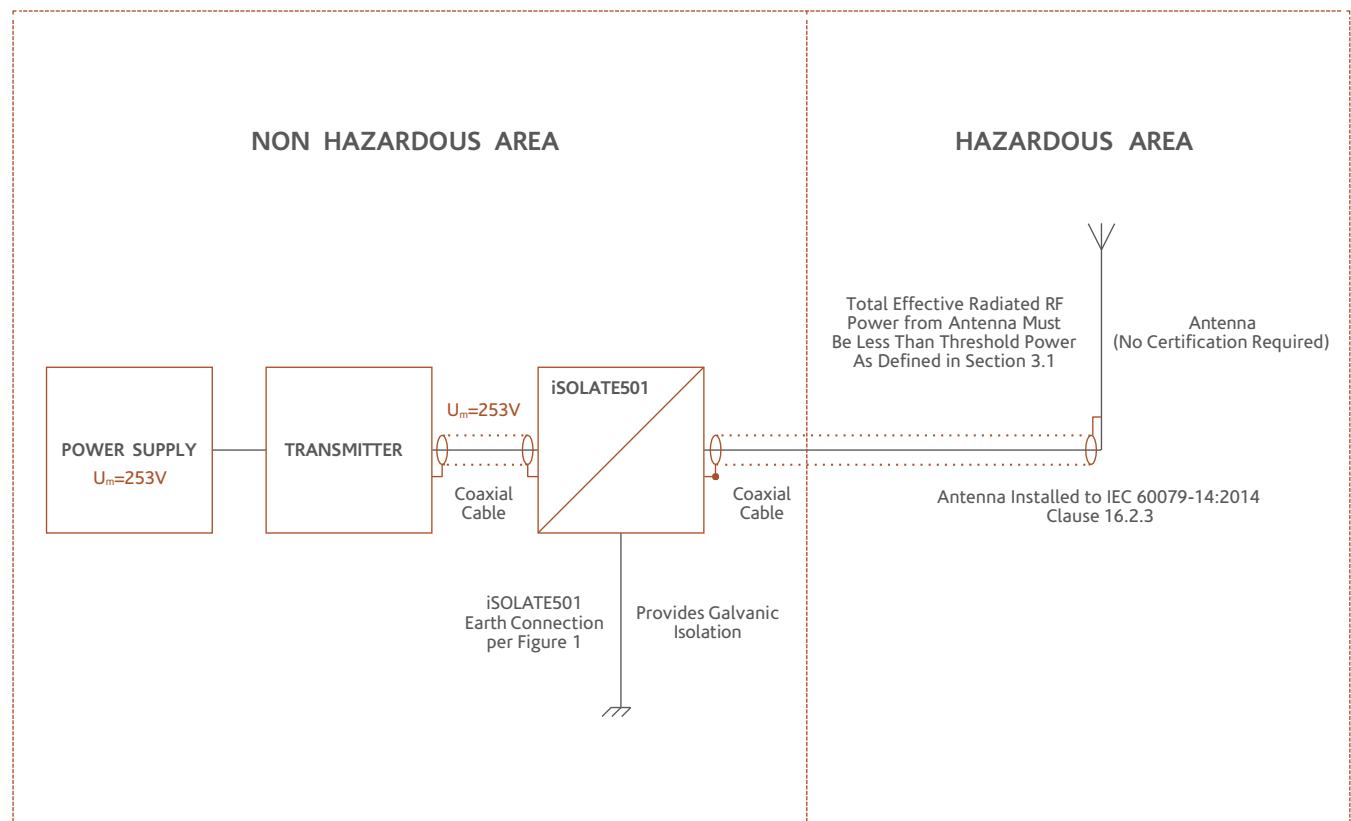 NON HAZARDOUS AREA
HAZARDOUS AREA
Total Effective Radiated RF
Power from Antenna Must
Be Less Than Threshold Power
As Defined in Section 3.1
Antenna
(No Certification Required)
POWER SUPPLY
Um=253V
TRANSMITTER
Um=253V
iSOLATE501
Coaxial
Cable
Coaxial
Cable
Antenna Installed to IEC 60079-14:2014
Clause 16.2.3
iSOLATE501
Earth Connection
per Figure 1
Provides Galvanic
Isolation